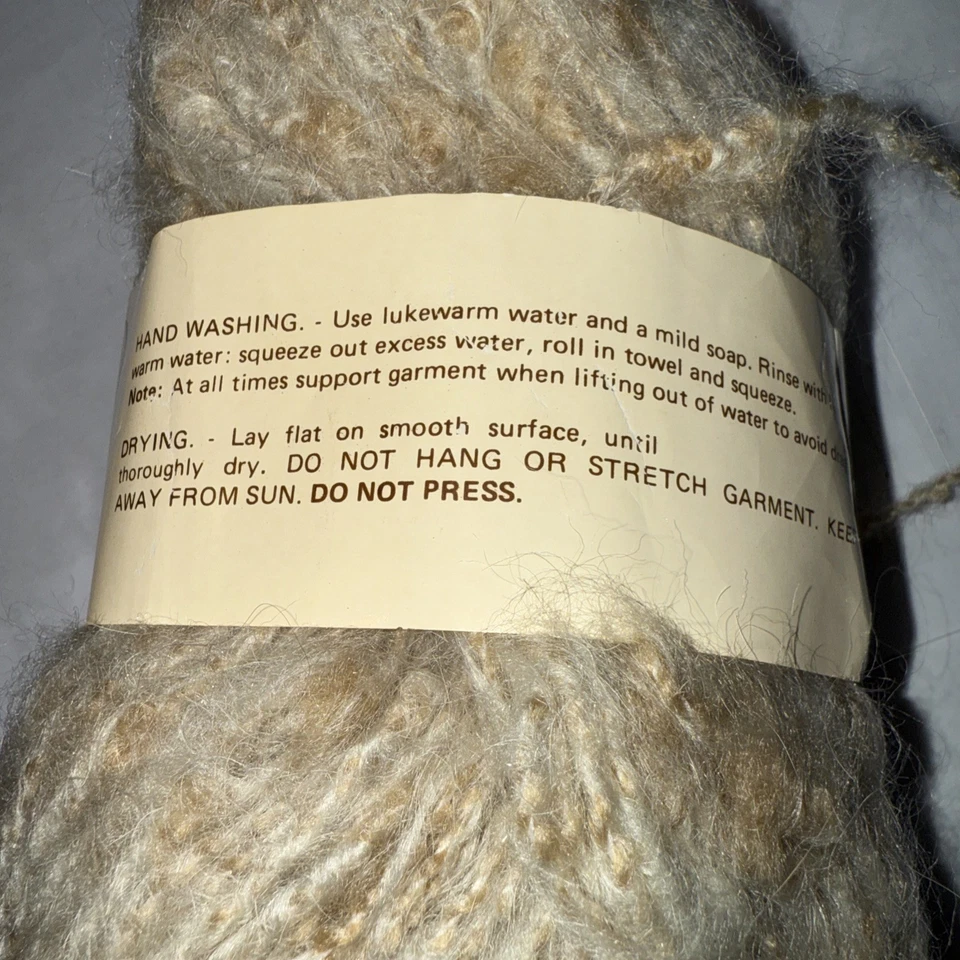 HAND WASHING. - Use lukewarm water and a mild soap. Rinse with
warm water: squeeze out excess water, roll in towel and squeeze.
Note: At all times support garment when lifting out of water to avoid
DRYING. - Lay flat on smooth surface, until
thoroughly dry. DO NOT HANG OR STRETCH GARMENT. KEEP
AWAY FROM SUN. DO NOT PRESS.